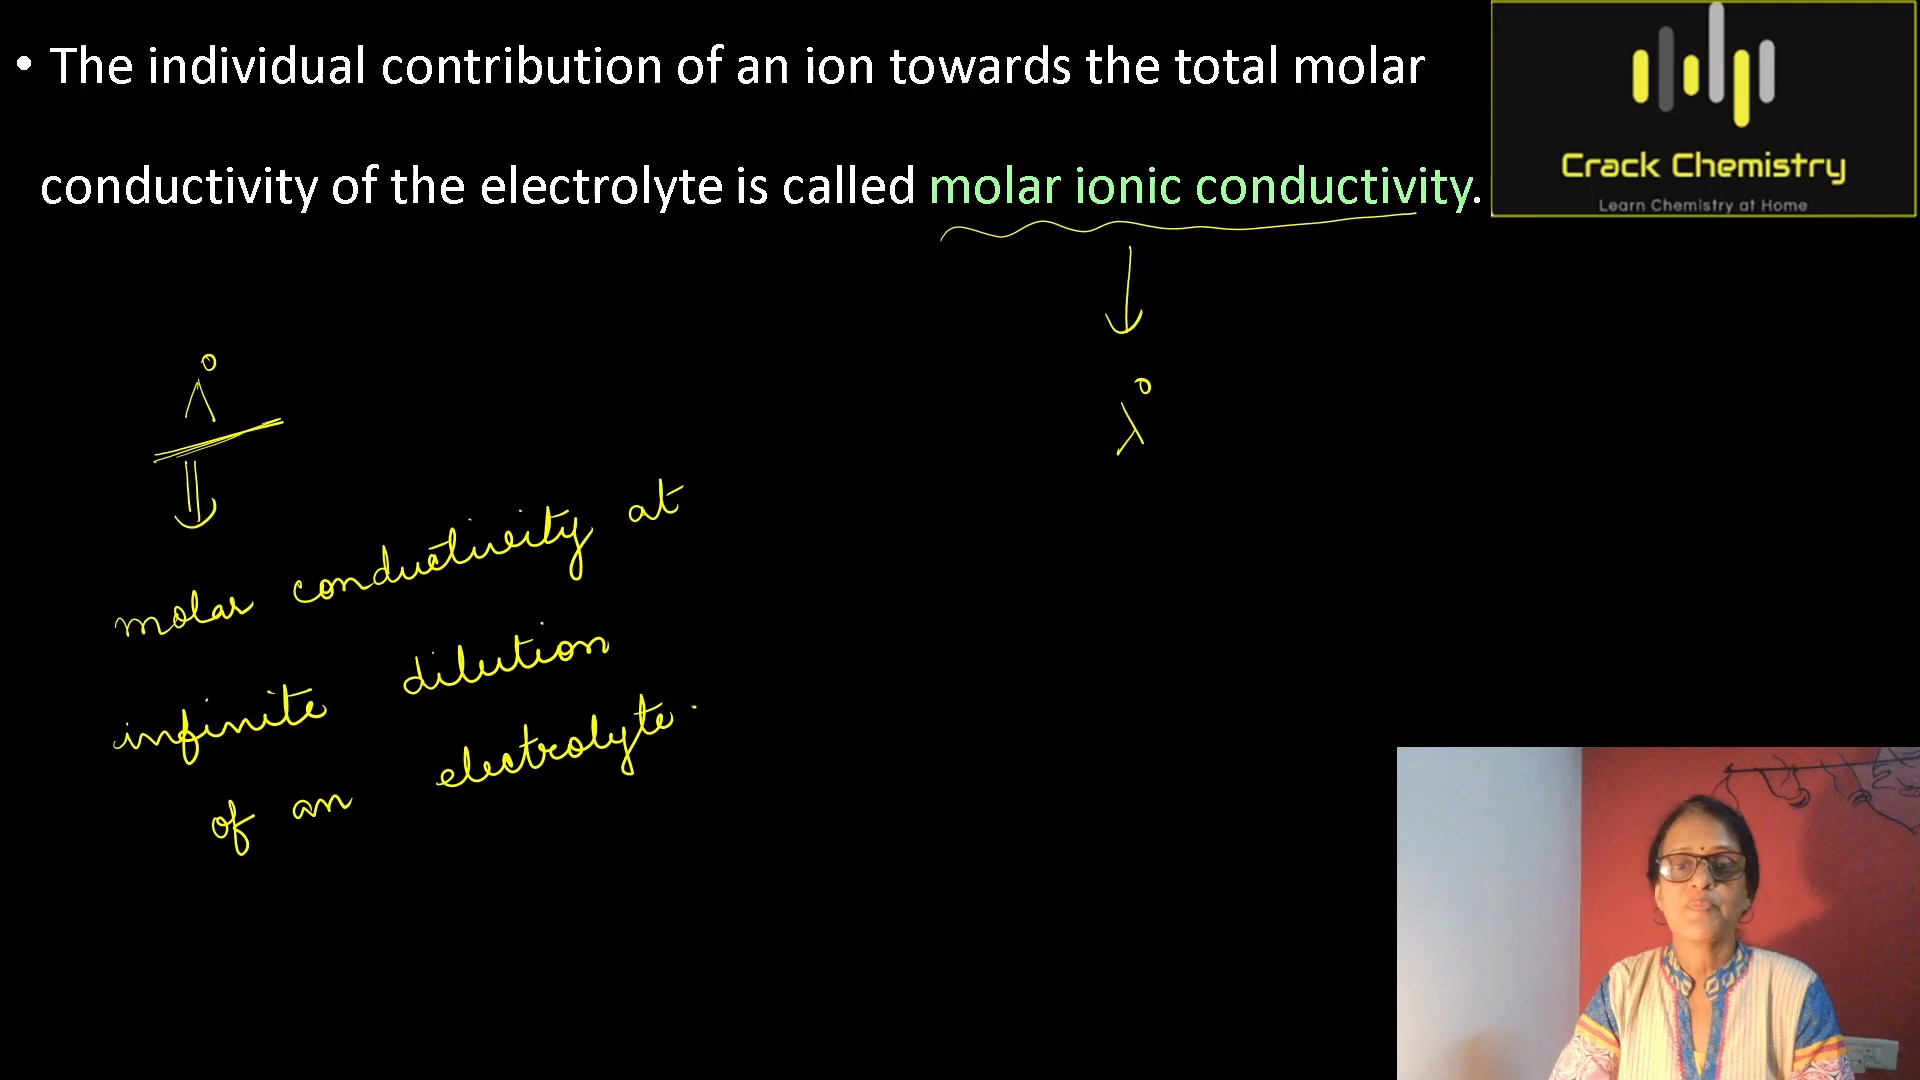 • The individual contribution of an ion towards the total molar
conductivity of the electrolyte is called molar ionic conductivity.
Crack Chemistry
Learn Chemistry at Home
Λ°
λ°
molar conductivity at
infinite dilution
of an electrolyte.